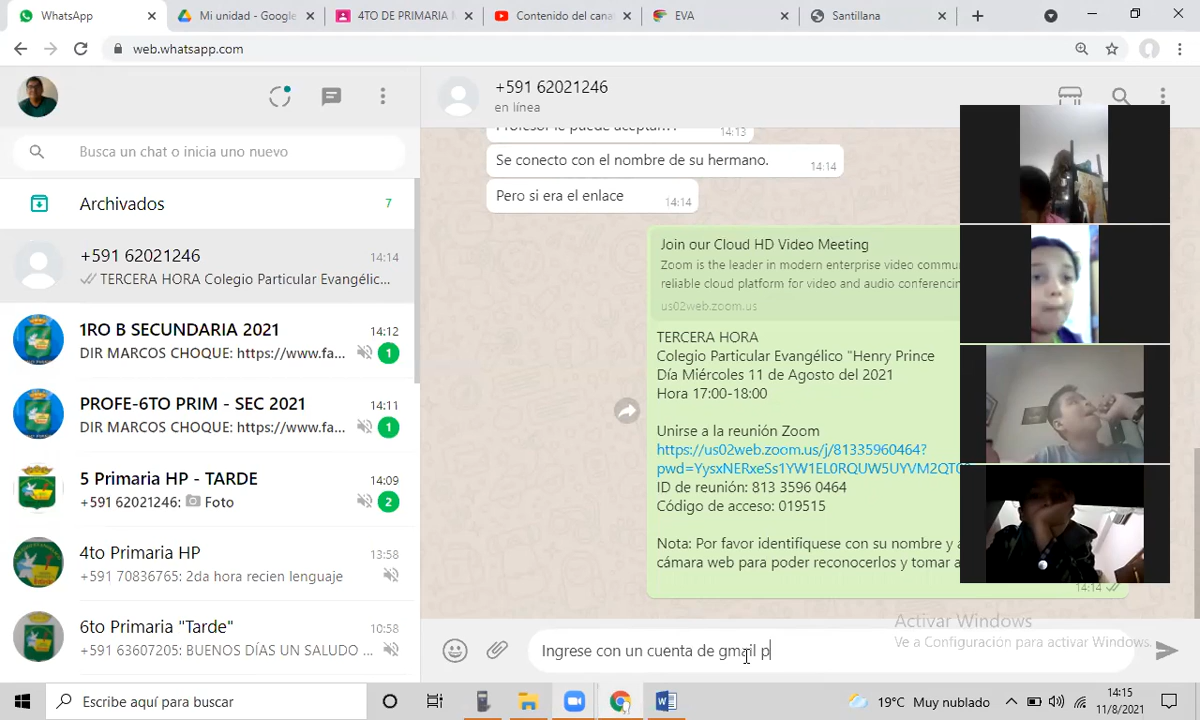 WhatsApp
Mi unidad - Google
4TO DE PRIMARIA
Contenido del cana
EVA
Santillana
web.whatsapp.com
+591 62021246
en línea
Busca un chat o inicia uno nuevo
Archivados
7
+591 62021246
14:14
TERCERA HORA Colegio Particular Evangélic...
1RO B SECUNDARIA 2021
14:12
DIR MARCOS CHOQUE: https://www.fa...
1
PROFE-6TO PRIM - SEC 2021
14:11
DIR MARCOS CHOQUE: https://www.fa...
1
5 Primaria HP - TARDE
14:09
+591 62021246: Foto
2
4to Primaria HP
13:58
+591 70836765: 2da hora recien lenguaje
6to Primaria "Tarde"
10:58
+591 63607205: BUENOS DÍAS UN SALUDO ...
Profesor le puede aceptar...
14:13
Se conecto con el nombre de su hermano.
14:14
Pero si era el enlace
14:14
Join our Cloud HD Video Meeting
Zoom is the leader in modern enterprise video commu
reliable cloud platform for video and audio conferencing
us02web.zoom.us
TERCERA HORA
Colegio Particular Evangélico "Henry Prince
Día Miércoles 11 de Agosto del 2021
Hora 17:00-18:00
Unirse a la reunión Zoom
https://us02web.zoom.us/j/81335960464?
pwd=YysxNERxeSs1YW1EL0RQUW5UYVM2QT0
ID de reunión: 813 3596 0464
Código de acceso: 019515
Nota: Por favor identifíquese con su nombre y a
cámara web para poder reconocerlos y tomar a
14:14
Activar Windows
Ve a Configuración para activar Windows.
Ingrese con un cuenta de gmail p
Escribe aquí para buscar
19°C Muy nublado
14:15
11/8/2021